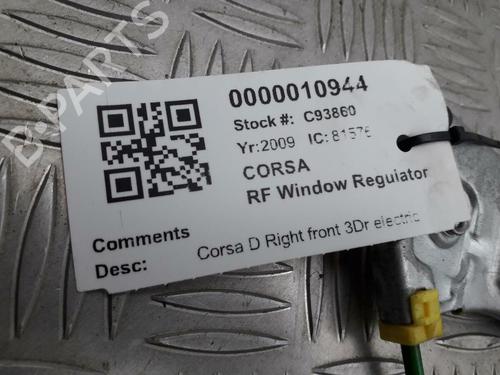 B-PARTS
0000010944
Stock #: C93860
Yr:2009 IC: 81576
CORSA
RF Window Regulator
Comments
Desc: Corsa D Right front 3Dr electric